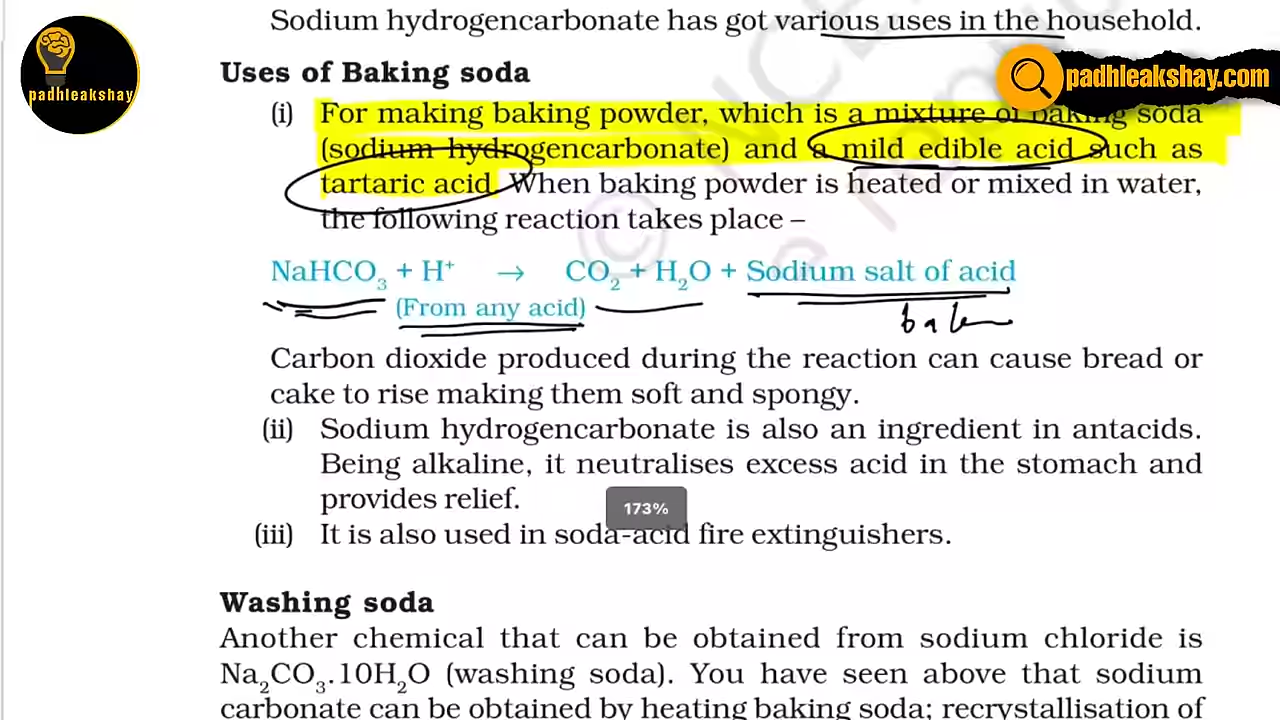 Sodium hydrogencarbonate has got various uses in the household.
padhleakshay
padhleakshay.com
Uses of Baking soda
(i) For making baking powder, which is a mixture of baking soda
(sodium hydrogencarbonate) and a mild edible acid such as
tartaric acid. When baking powder is heated or mixed in water,
the following reaction takes place –
NaHCO₃ + H⁺ → CO₂ + H₂O + Sodium salt of acid
(From any acid)
Carbon dioxide produced during the reaction can cause bread or
cake to rise making them soft and spongy.
(ii) Sodium hydrogencarbonate is also an ingredient in antacids.
Being alkaline, it neutralises excess acid in the stomach and
provides relief.
173%
(iii) It is also used in soda-acid fire extinguishers.
Washing soda
Another chemical that can be obtained from sodium chloride is
Na₂CO₃.10H₂O (washing soda). You have seen above that sodium
carbonate can be obtained by heating baking soda; recrystallisation of